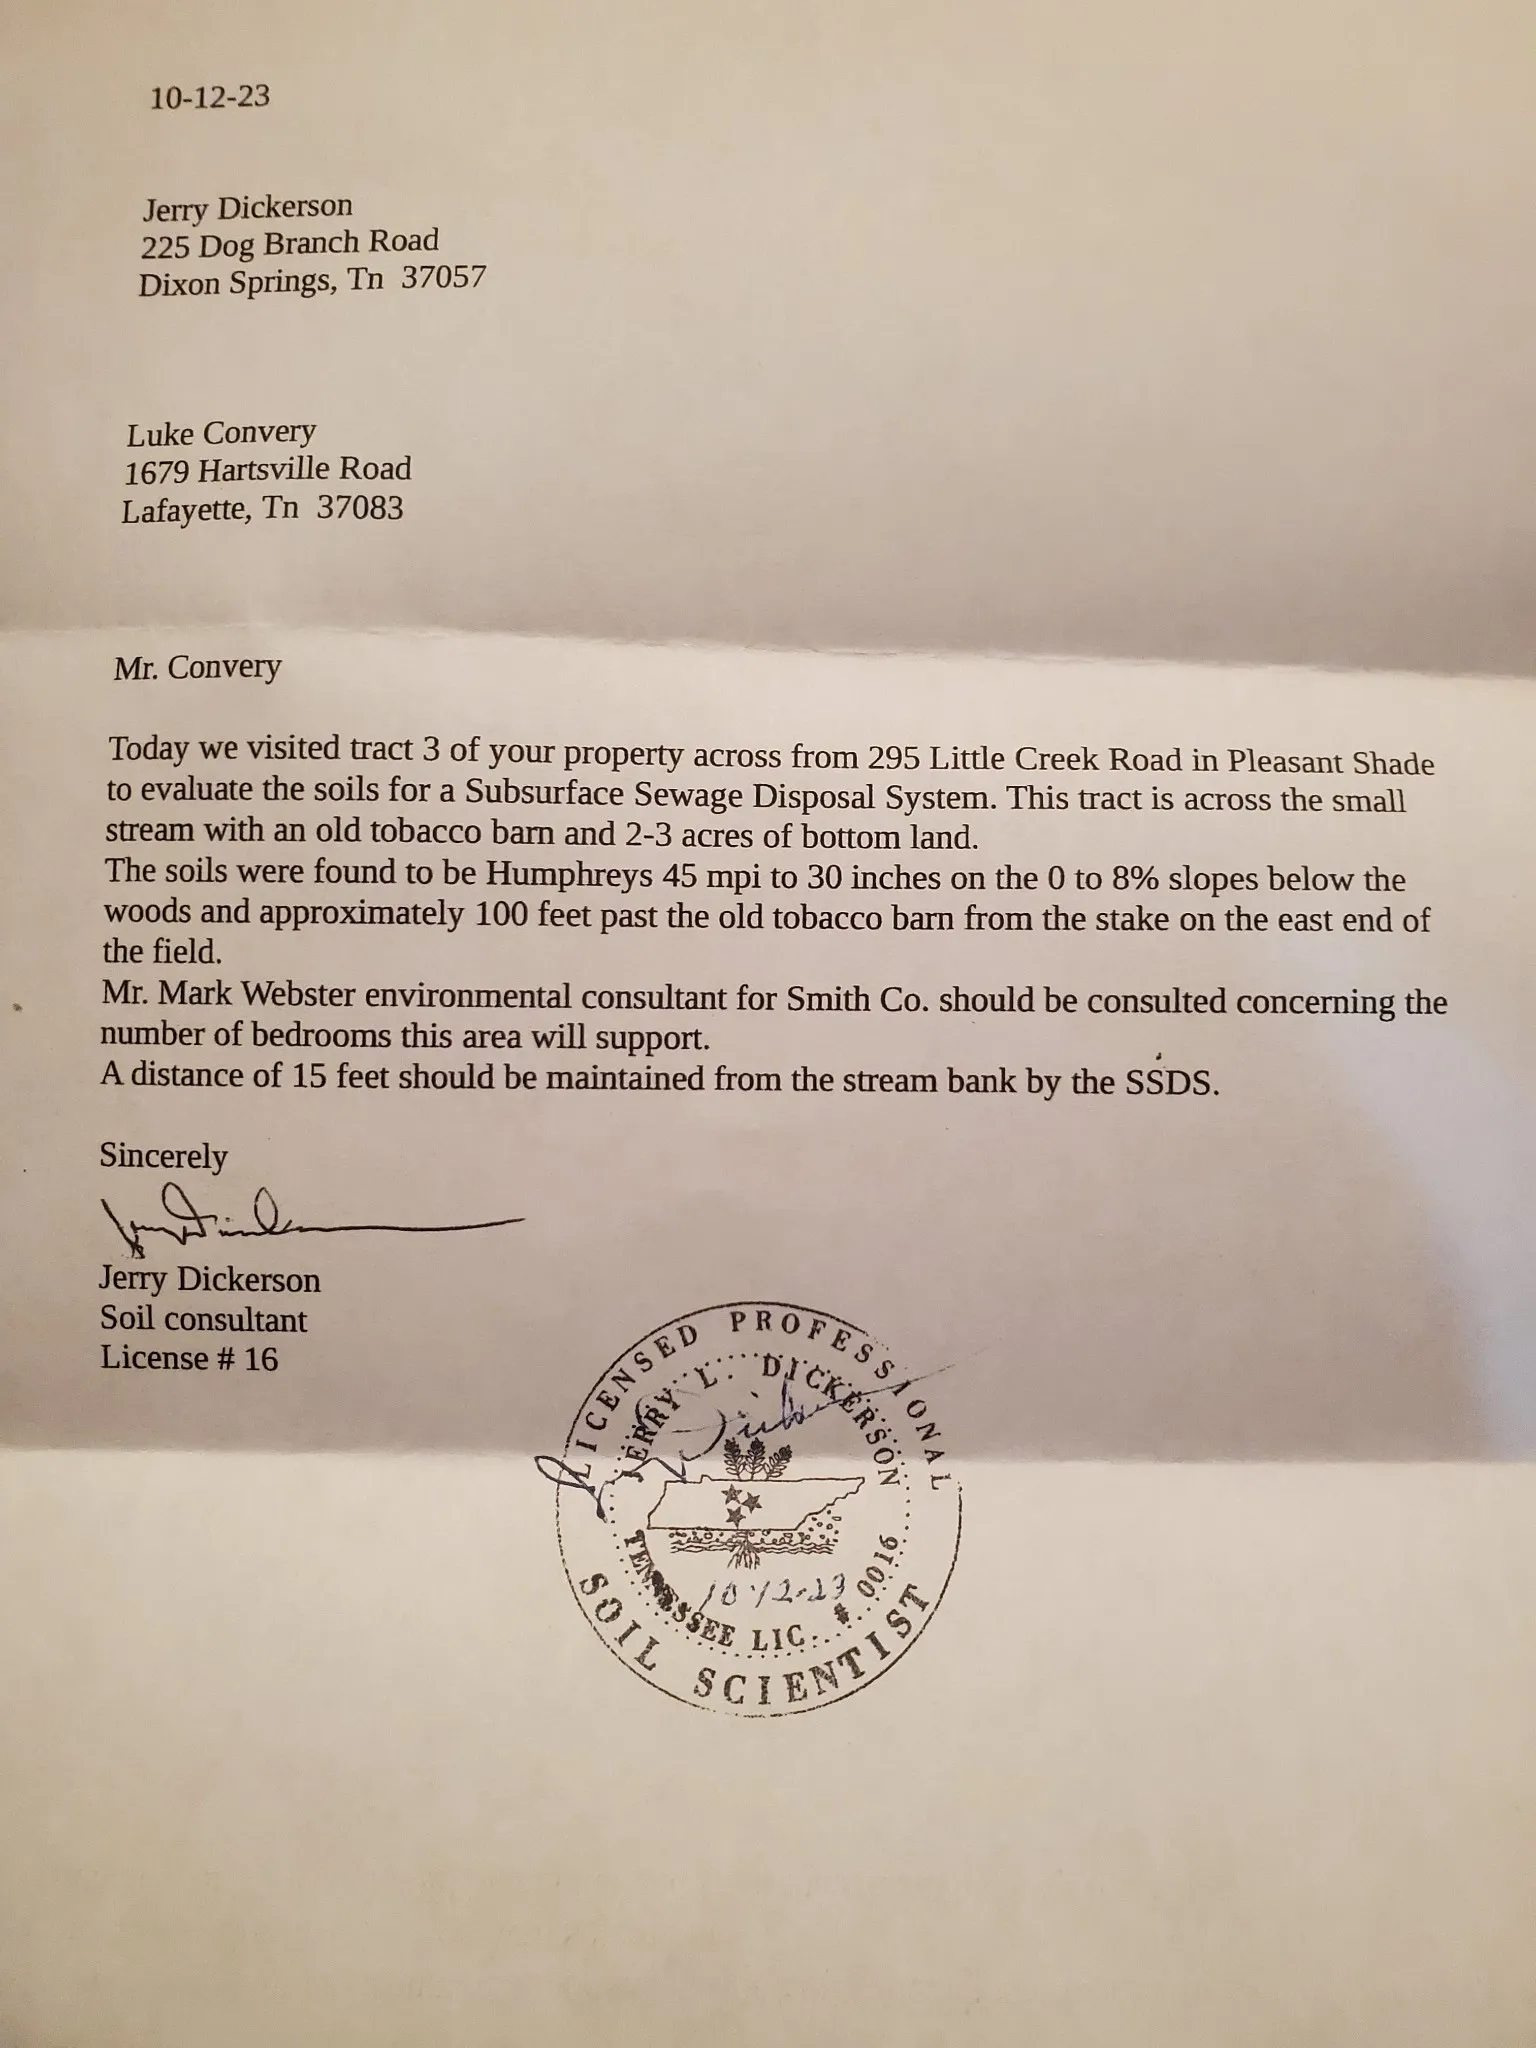 10-12-23
Jerry Dickerson
225 Dog Branch Road
Dixon Springs, Tn 37057
Luke Convery
1679 Hartsville Road
Lafayette, Tn 37083
Mr. Convery
Today we visited tract 3 of your property across from 295 Little Creek Road in Pleasant Shade
to evaluate the soils for a Subsurface Sewage Disposal System. This tract is across the small
stream with an old tobacco barn and 2-3 acres of bottom land.
The soils were found to be Humphreys 45 mpi to 30 inches on the 0 to 8% slopes below the
woods and approximately 100 feet past the old tobacco barn from the stake on the east end of
the field.
Mr. Mark Webster environmental consultant for Smith Co. should be consulted concerning the
number of bedrooms this area will support.
A distance of 15 feet should be maintained from the stream bank by the SSDS.
Sincerely
Jerry Dickerson
Soil consultant
License # 16
LICENSED PROFESSIONAL
JERRY L. DICKERSON
10-12-23
TENNESSEE LIC. # 0016
SOIL SCIENTIST